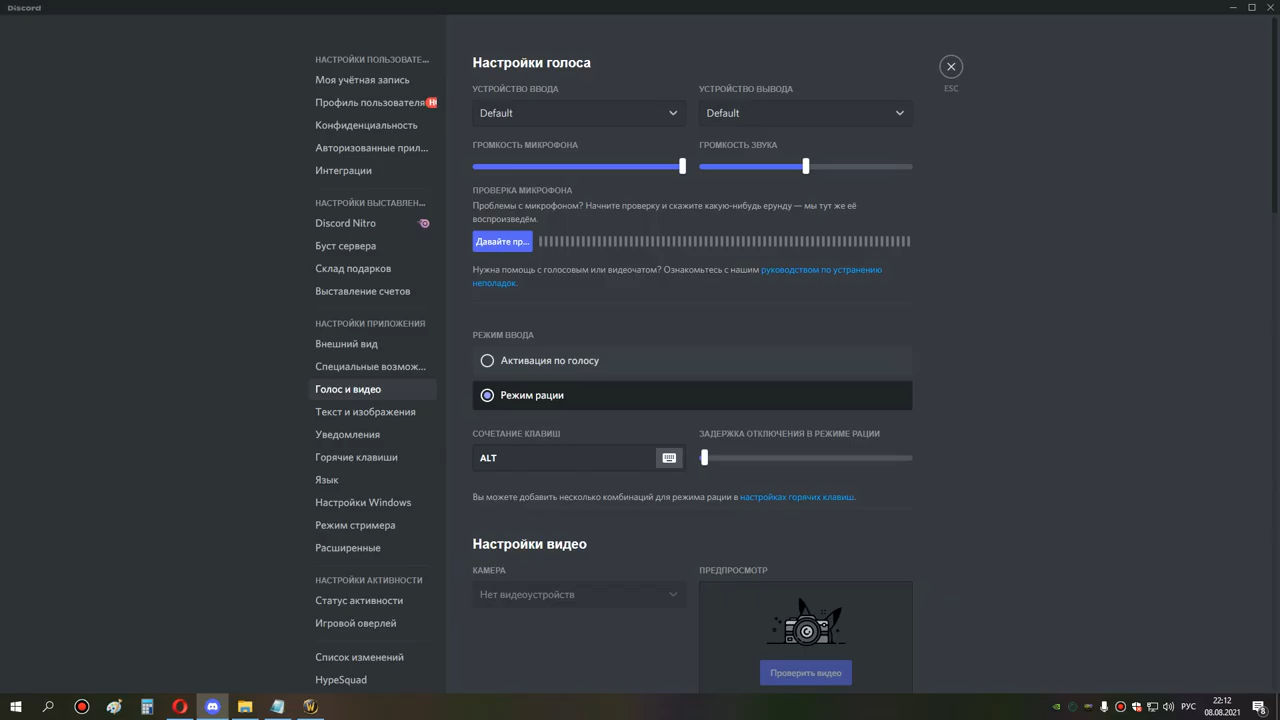 Discord
НАСТРОЙКИ ПОЛЬЗОВАТЕ...
Моя учётная запись
Профиль пользователя
Конфиденциальность
Авторизованные прил...
Интеграции
НАСТРОЙКИ ВЫСТАВЛЕН...
Discord Nitro
Буст сервера
Склад подарков
Выставление счетов
НАСТРОЙКИ ПРИЛОЖЕНИЯ
Внешний вид
Специальные возмож...
Голос и видео
Текст и изображения
Уведомления
Горячие клавиши
Язык
Настройки Windows
Режим стримера
Расширенные
НАСТРОЙКИ АКТИВНОСТИ
Статус активности
Игровой оверлей
Список изменений
HypeSquad
Настройки голоса
ESC
УСТРОЙСТВО ВВОДА
УСТРОЙСТВО ВЫВОДА
Default
Default
ГРОМКОСТЬ МИКРОФОНА
ГРОМКОСТЬ ЗВУКА
ПРОВЕРКА МИКРОФОНА
Проблемы с микрофоном? Начните проверку и скажите какую-нибудь ерунду — мы тут же её
воспроизведём.
Давайте пр...
Нужна помощь с голосовым или видеочатом? Ознакомьтесь с нашим руководством по устранению
неполадок.
РЕЖИМ ВВОДА
Активация по голосу
Режим рации
СОЧЕТАНИЕ КЛАВИШ
ЗАДЕРЖКА ОТКЛЮЧЕНИЯ В РЕЖИМЕ РАЦИИ
ALT
Вы можете добавить несколько комбинаций для режима рации в настройках горячих клавиш.
Настройки видео
КАМЕРА
ПРЕДПРОСМОТР
Нет видеоустройств
Проверить видео
РУС
22:12
08.08.2021